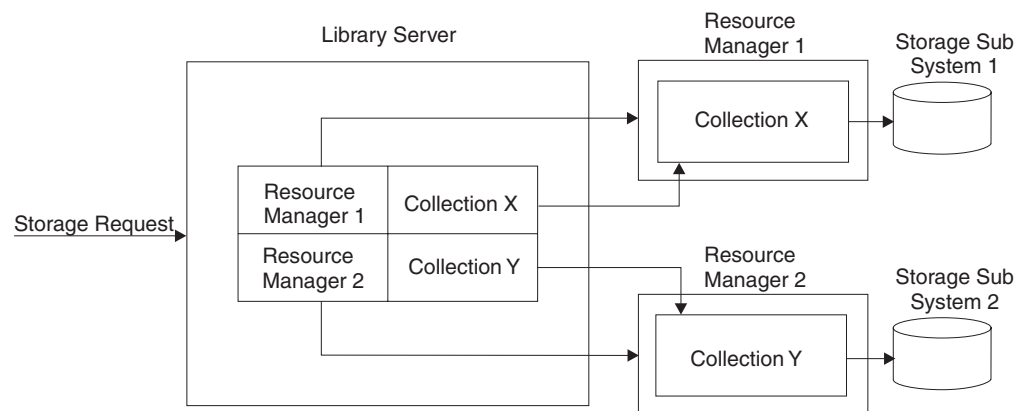 Library Server
Resource
Manager 1
Storage Sub
System 1
Collection X
Resource
Manager 1
Collection X
Storage Request
Resource
Manager 2
Collection Y
Resource
Manager 2
Storage Sub
System 2
Collection Y